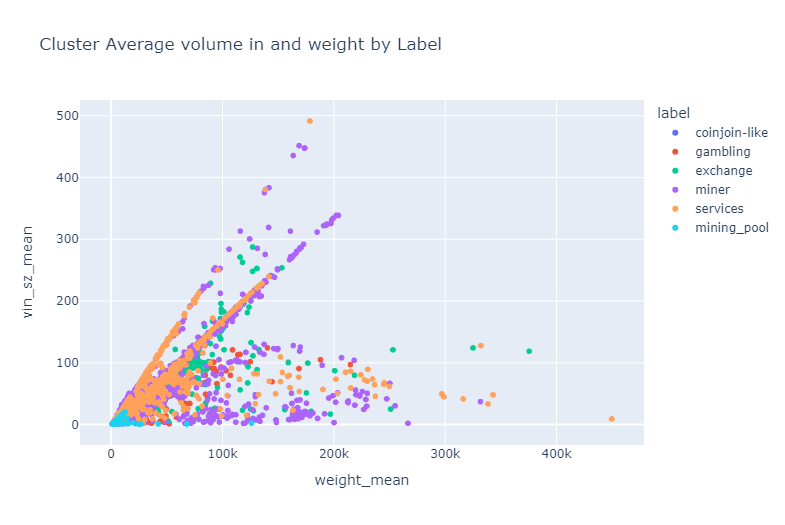 Cluster Average volume in and weight by Label
500
400
300
200
100
0
vin_sz_mean
0
100k
200k
300k
400k
weight_mean
label
coinjoin-like
gambling
exchange
miner
services
mining_pool